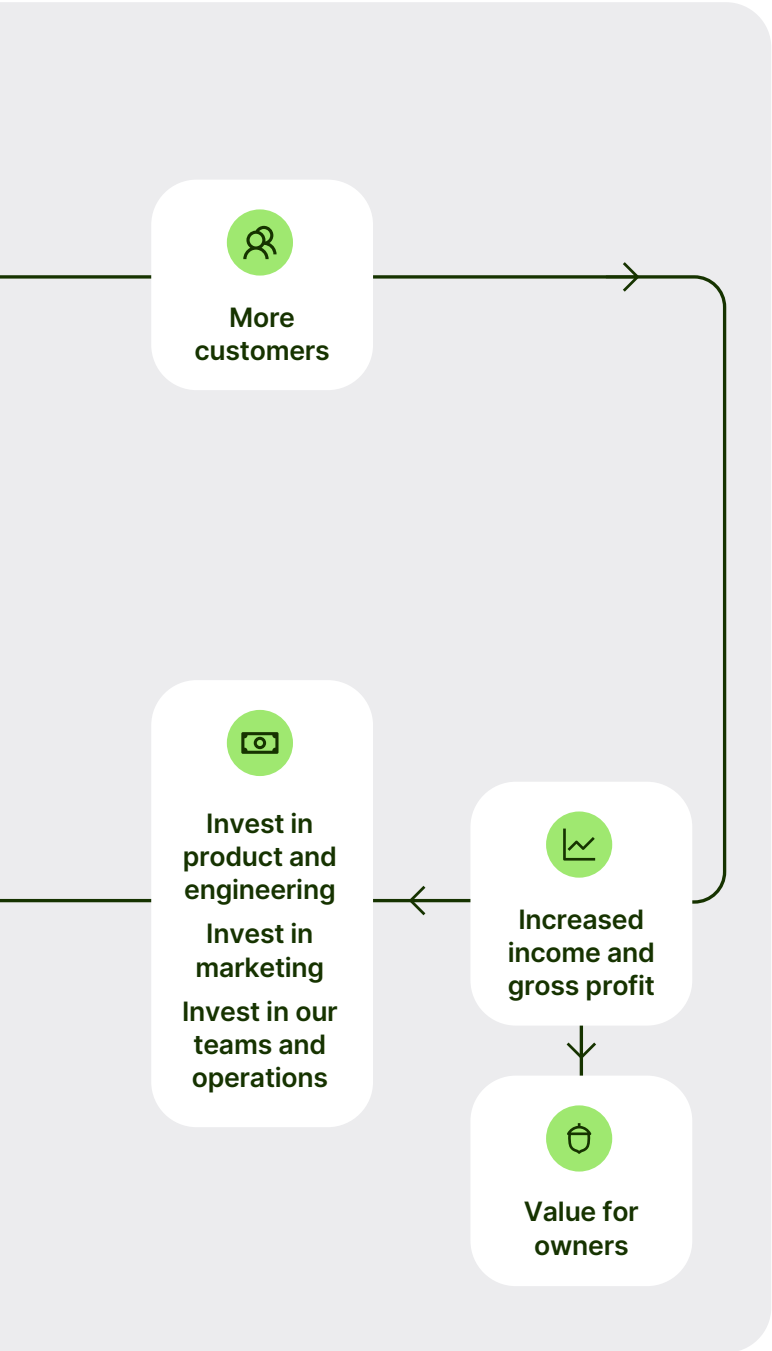 More
customers
Invest in
product and
engineering
Invest in
marketing
Invest in our
teams and
operations
Increased
income and
gross profit
Value for
owners